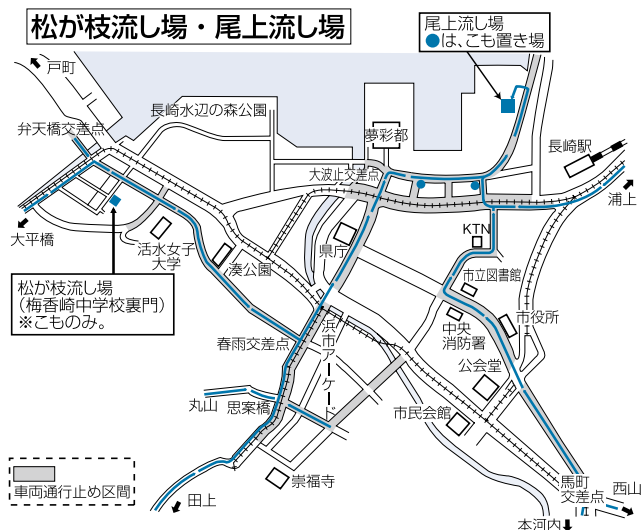 松が枝流し場・尾上流し場
尾上流し場
●は、こも置き場
戸町
長崎水辺の森公園
弁天橋交差点
夢彩都
長崎駅
大波止交差点
浦上
大平橋
活水女子
大学
湊公園
県庁
KTN
市立図書館
松が枝流し場
(梅香崎中学校裏門)
※こものみ。
市役所
中央
消防署
春雨交差点
浜市アーケード
公会堂
丸山
思案橋
市民会館
崇福寺
車両通行止め区間
田上
馬町
交差点
西山
本河内